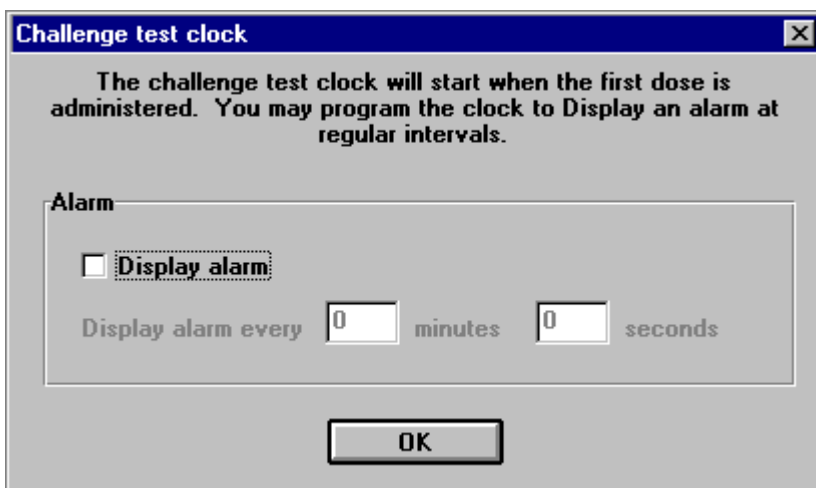 Challenge test clock
The challenge test clock will start when the first dose is
administered.  You may program the clock to Display an alarm at
regular intervals.
Alarm
Display alarm
Display alarm every 0 minutes 0 seconds
OK